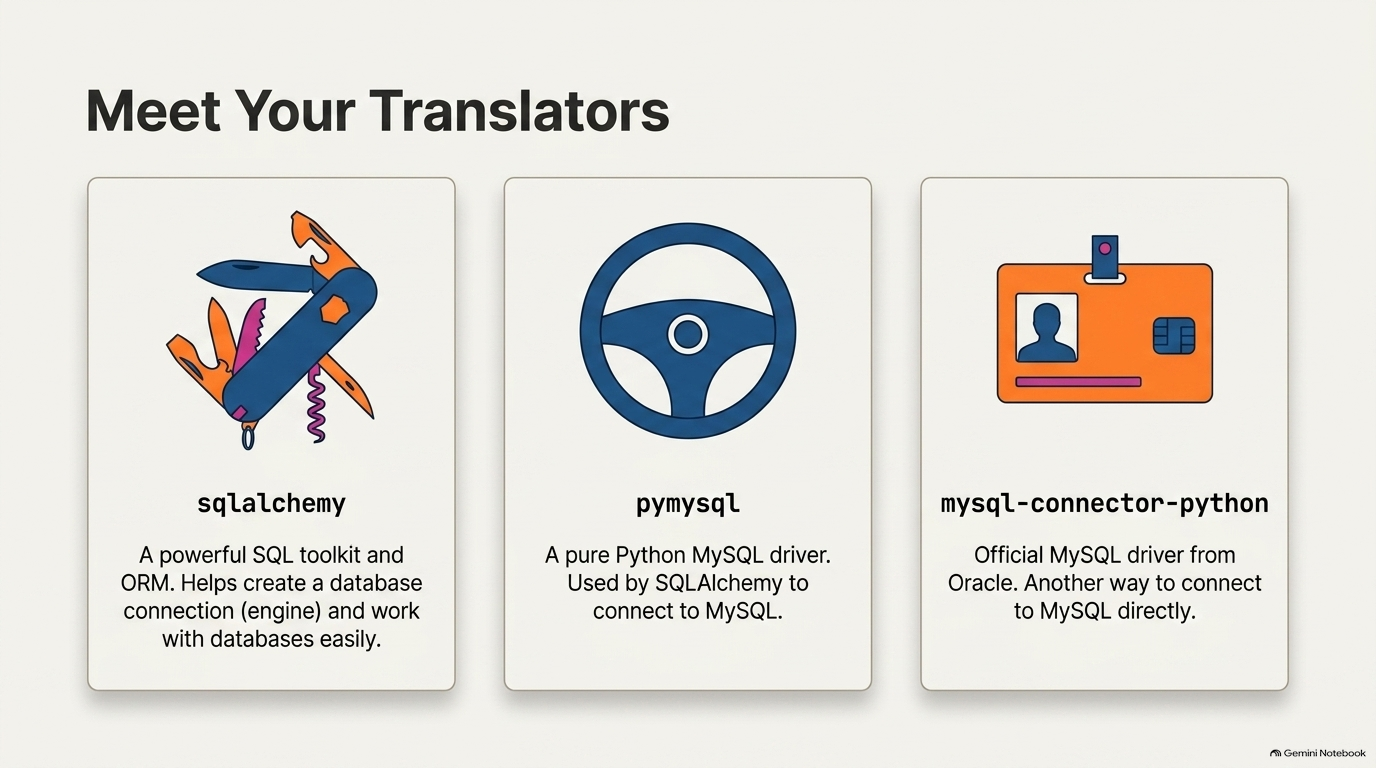 Meet Your Translators
sqlalchemy
A powerful SQL toolkit and
ORM. Helps create a database
connection (engine) and work
with databases easily.
pymysql
A pure Python MySQL driver.
Used by SQLAlchemy to
connect to MySQL.
mysql-connector-python
Official MySQL driver from
Oracle. Another way to connect
to MySQL directly.
Gemini Notebook